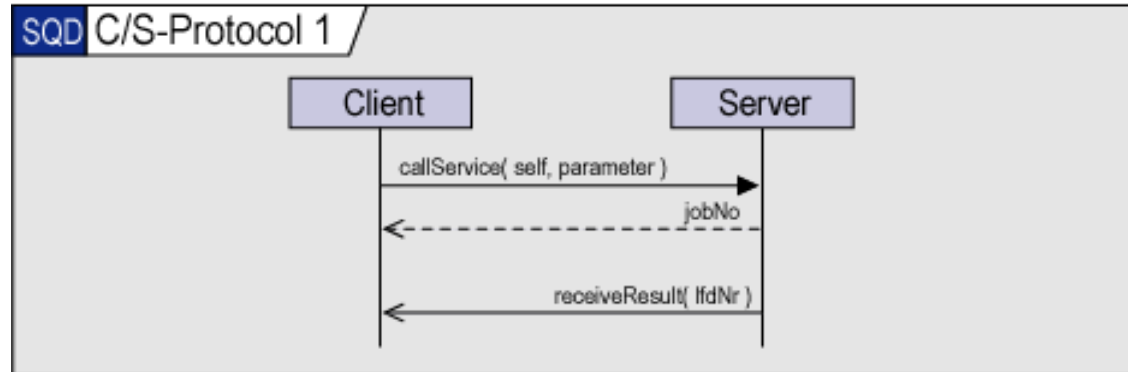 SQD C/S-Protocol 1
Client Server
callService( self, parameter )
jobNo
receiveResult( lfdNr )